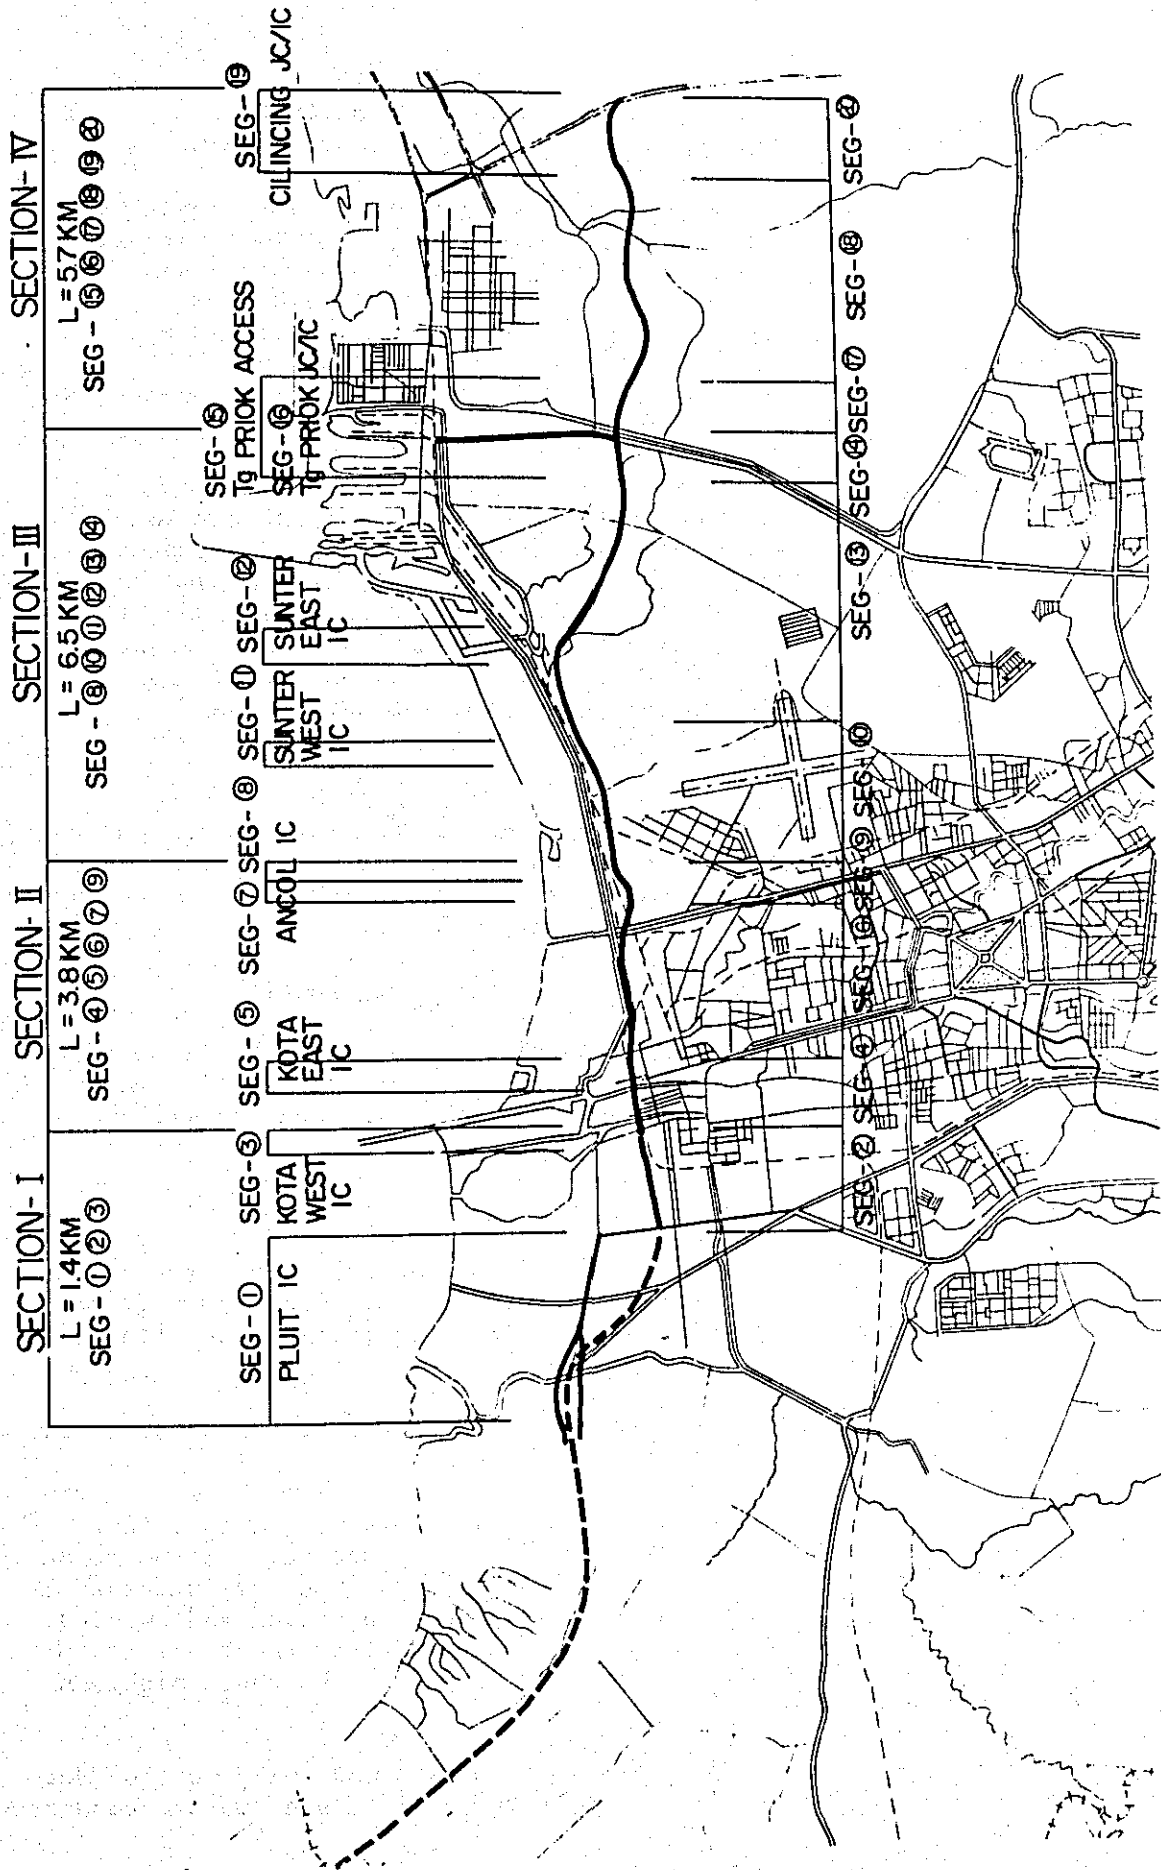 SECTION-I
L = 1.4KM
SEG-①②③
SECTION-II
L = 3.8KM
SEG-④⑤⑥⑦⑨
SECTION-III
L = 6.5 KM
SEG-⑧⑩⑪⑫⑬⑭
SECTION-IV
L = 5.7 KM
SEG-⑮⑯⑰⑱⑲⑳
SEG-①
PLUIT IC
SEG-③
KOTA
WEST
IC
SEG-⑤
KOTA
EAST
IC
SEG-⑦
ANCOL IC
SEG-⑧
SEG-⑪
SUNTER
WEST
IC
SEG-⑫
SUNTER
EAST
IC
SEG-⑮
Tg PRIOK ACCESS
SEG-⑯
Tg PRIOK JC/IC
SEG-⑲
CILINCING JC/IC
SEG-②
SEG-④
SEG-⑥
SEG-⑨
SEG-⑩
SEG-⑬
SEG-⑭
SEG-⑰
SEG-⑱
SEG-⑳